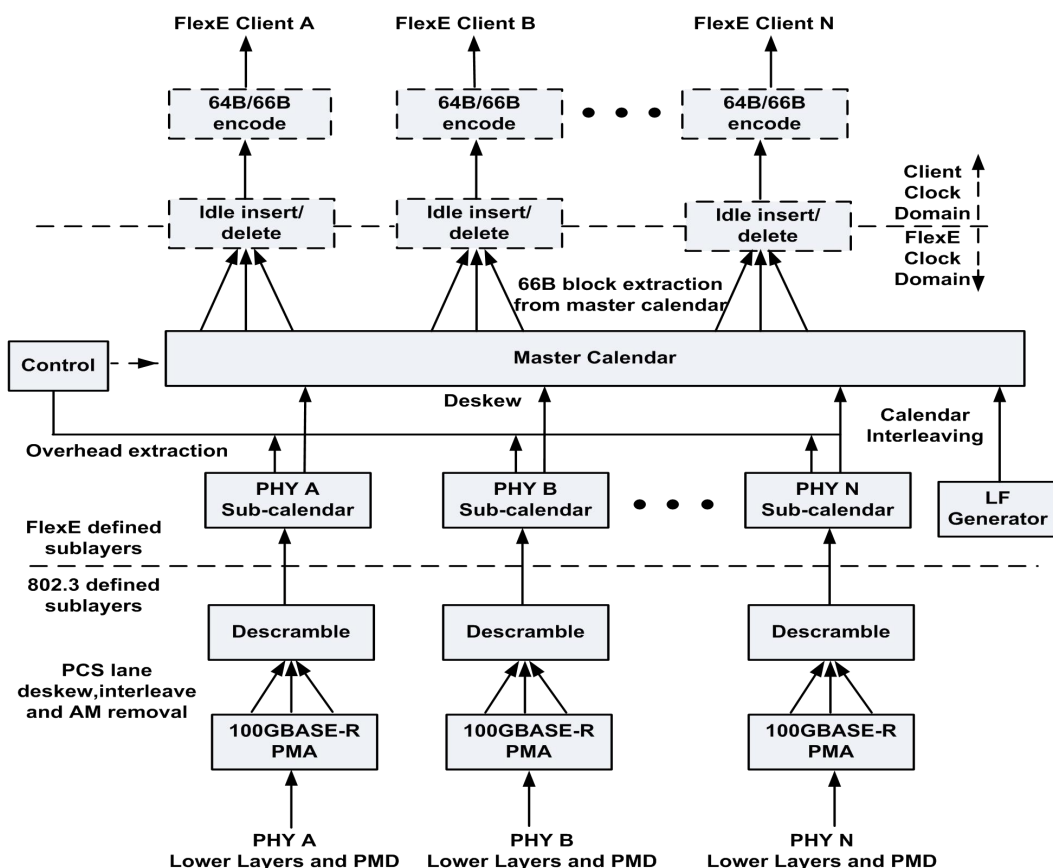 FlexE Client A
FlexE Client B
FlexE Client N
64B/66B
encode
64B/66B
encode
64B/66B
encode
Client
Clock
Domain
Idle insert/
delete
Idle insert/
delete
Idle insert/
delete
FlexE
Clock
Domain
66B block extraction
from master calendar
Control
Master Calendar
Deskew
Calendar
Interleaving
Overhead extraction
PHY A
Sub-calendar
PHY B
Sub-calendar
PHY N
Sub-calendar
LF
Generator
FlexE defined
sublayers
802.3 defined
sublayers
Descramble
Descramble
Descramble
PCS lane
deskew,interleave
and AM removal
100GBASE-R
PMA
100GBASE-R
PMA
100GBASE-R
PMA
PHY A
Lower Layers and PMD
PHY B
Lower Layers and PMD
PHY N
Lower Layers and PMD